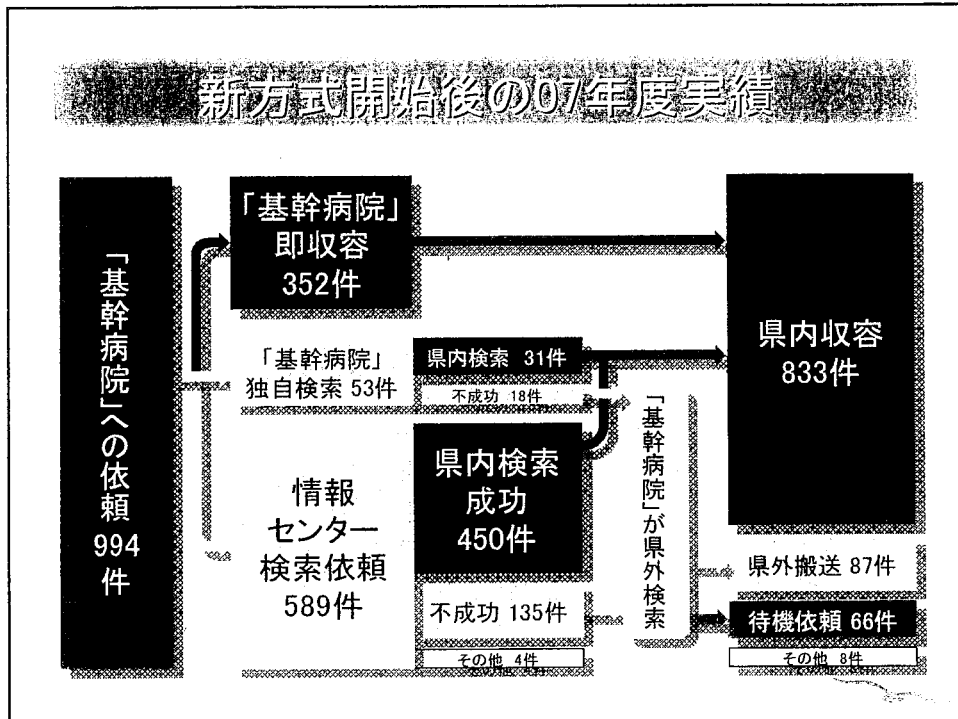 新方式開始後の07年度実績
「基幹病院」への依頼
994
件
「基幹病院」
即収容
352件
「基幹病院」
独自検索 53件
県内検索 31件
不成功 18件
情報
センター
検索依頼
589件
県内検索
成功
450件
不成功 135件
その他 4件
「基幹病院」が県外検索
県内収容
833件
県外搬送 87件
待機依頼 66件
その他 8件